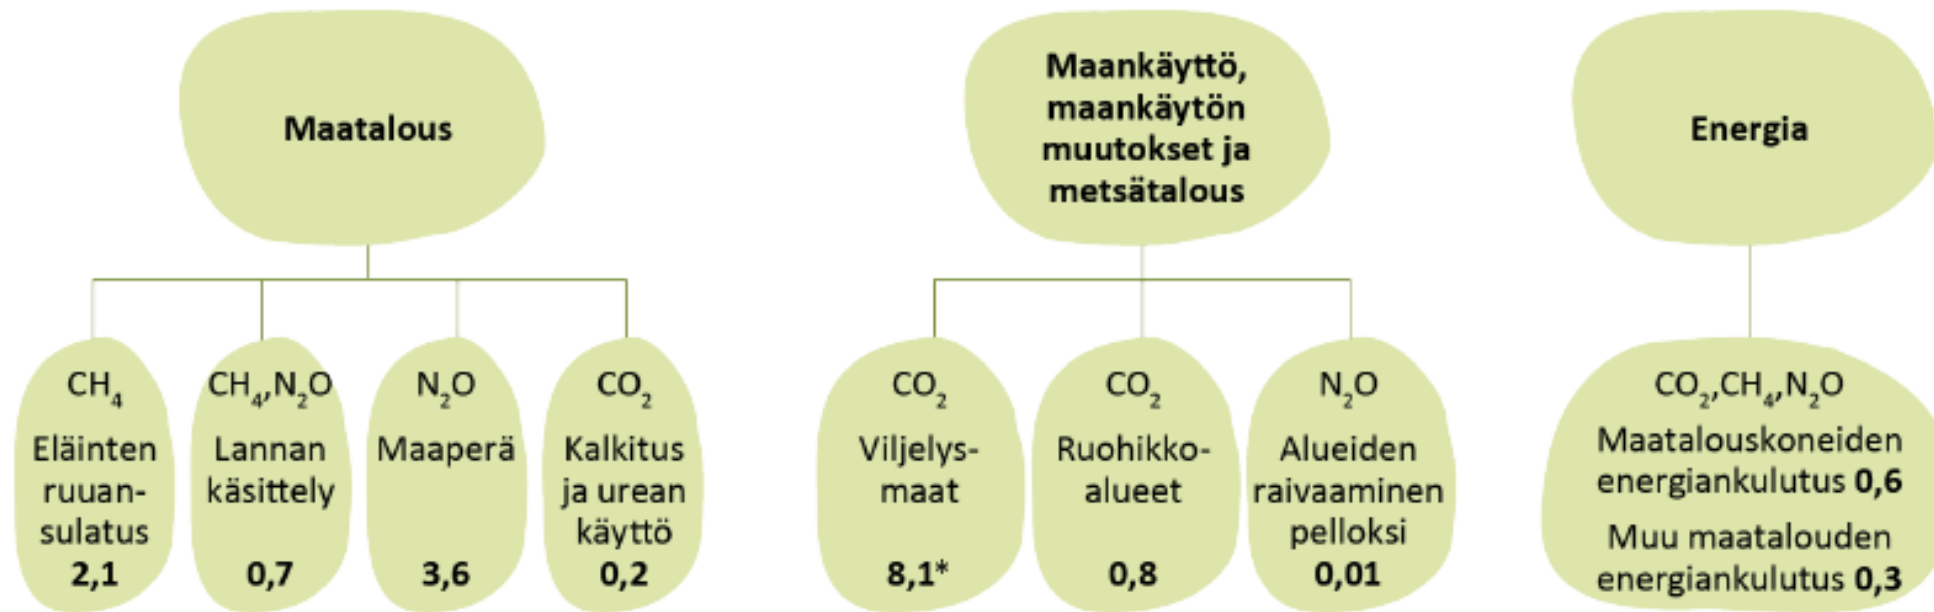 Maatalous
Maankäyttö,
maankäytön
muutokset ja
metsätalous
Energia
CH₄
Eläinten
ruuan-
sulatus
2,1
CH₄,N₂O
Lannan
käsittely
0,7
N₂O
Maaperä
3,6
CO₂
Kalkitus
ja urean
käyttö
0,2
CO₂
Viljelys-
maat
8,1*
CO₂
Ruohikko-
alueet
0,8
N₂O
Alueiden
raivaaminen
pelloksi
0,01
CO₂,CH₄,N₂O
Maatalouskoneiden
energiankulutus 0,6
Muu maatalouden
energiankulutus 0,3